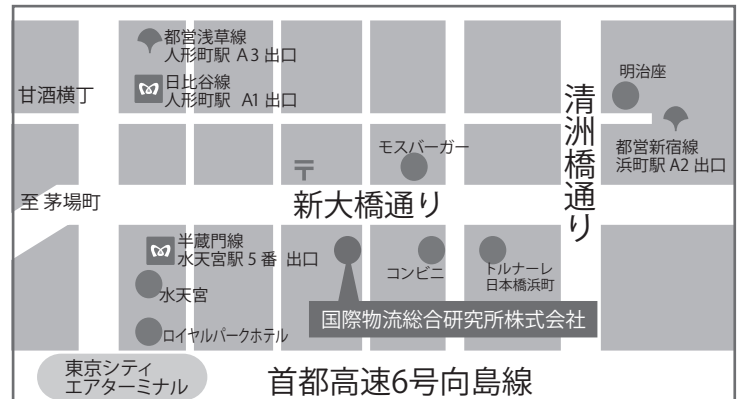 都営浅草線
人形町駅 A3 出口
日比谷線
人形町駅 A1 出口
甘酒横丁
明治座
清洲橋通り
都営新宿線
浜町駅 A2 出口
モスバーガー
〒
至 茅場町
新大橋通り
半蔵門線
水天宮駅 5 番 出口
コンビニ
トルナーレ
日本橋浜町
水天宮
国際物流総合研究所株式会社
ロイヤルパークホテル
東京シティ
エアターミナル
首都高速6号向島線